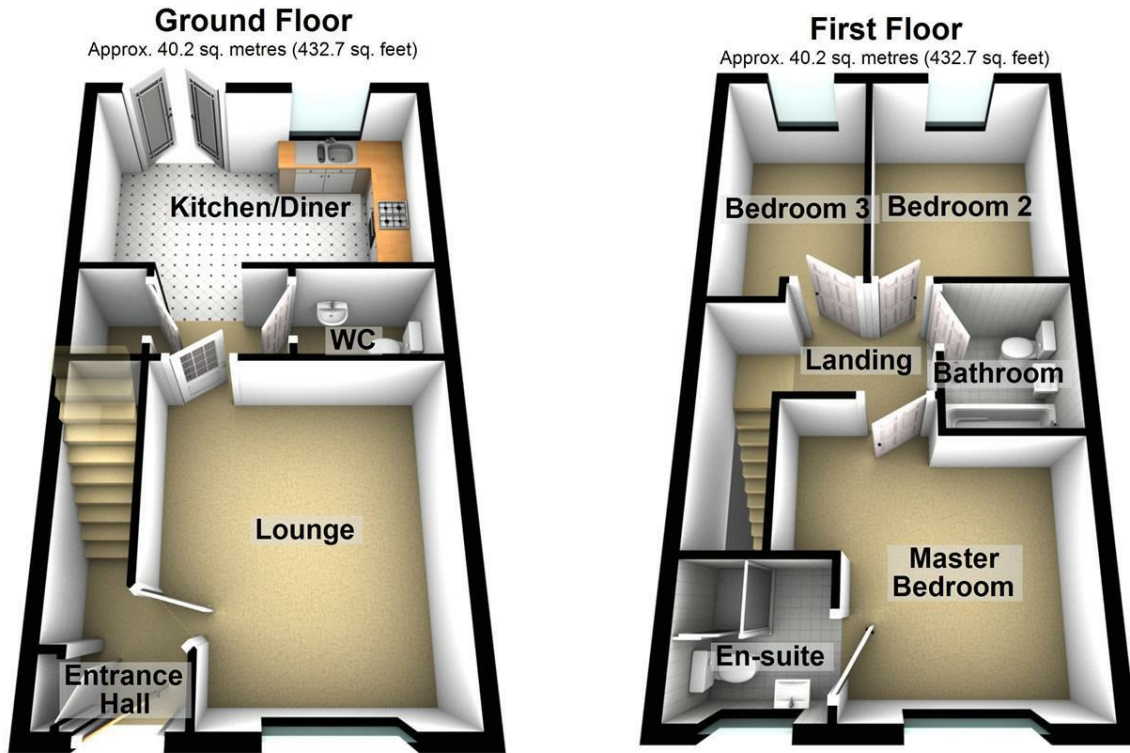 Ground Floor
Approx. 40.2 sq. metres (432.7 sq. feet)
Kitchen/Diner
WC
Lounge
Entrance
Hall
First Floor
Approx. 40.2 sq. metres (432.7 sq. feet)
Bedroom 3
Bedroom 2
Landing
Bathroom
Master
Bedroom
En-suite